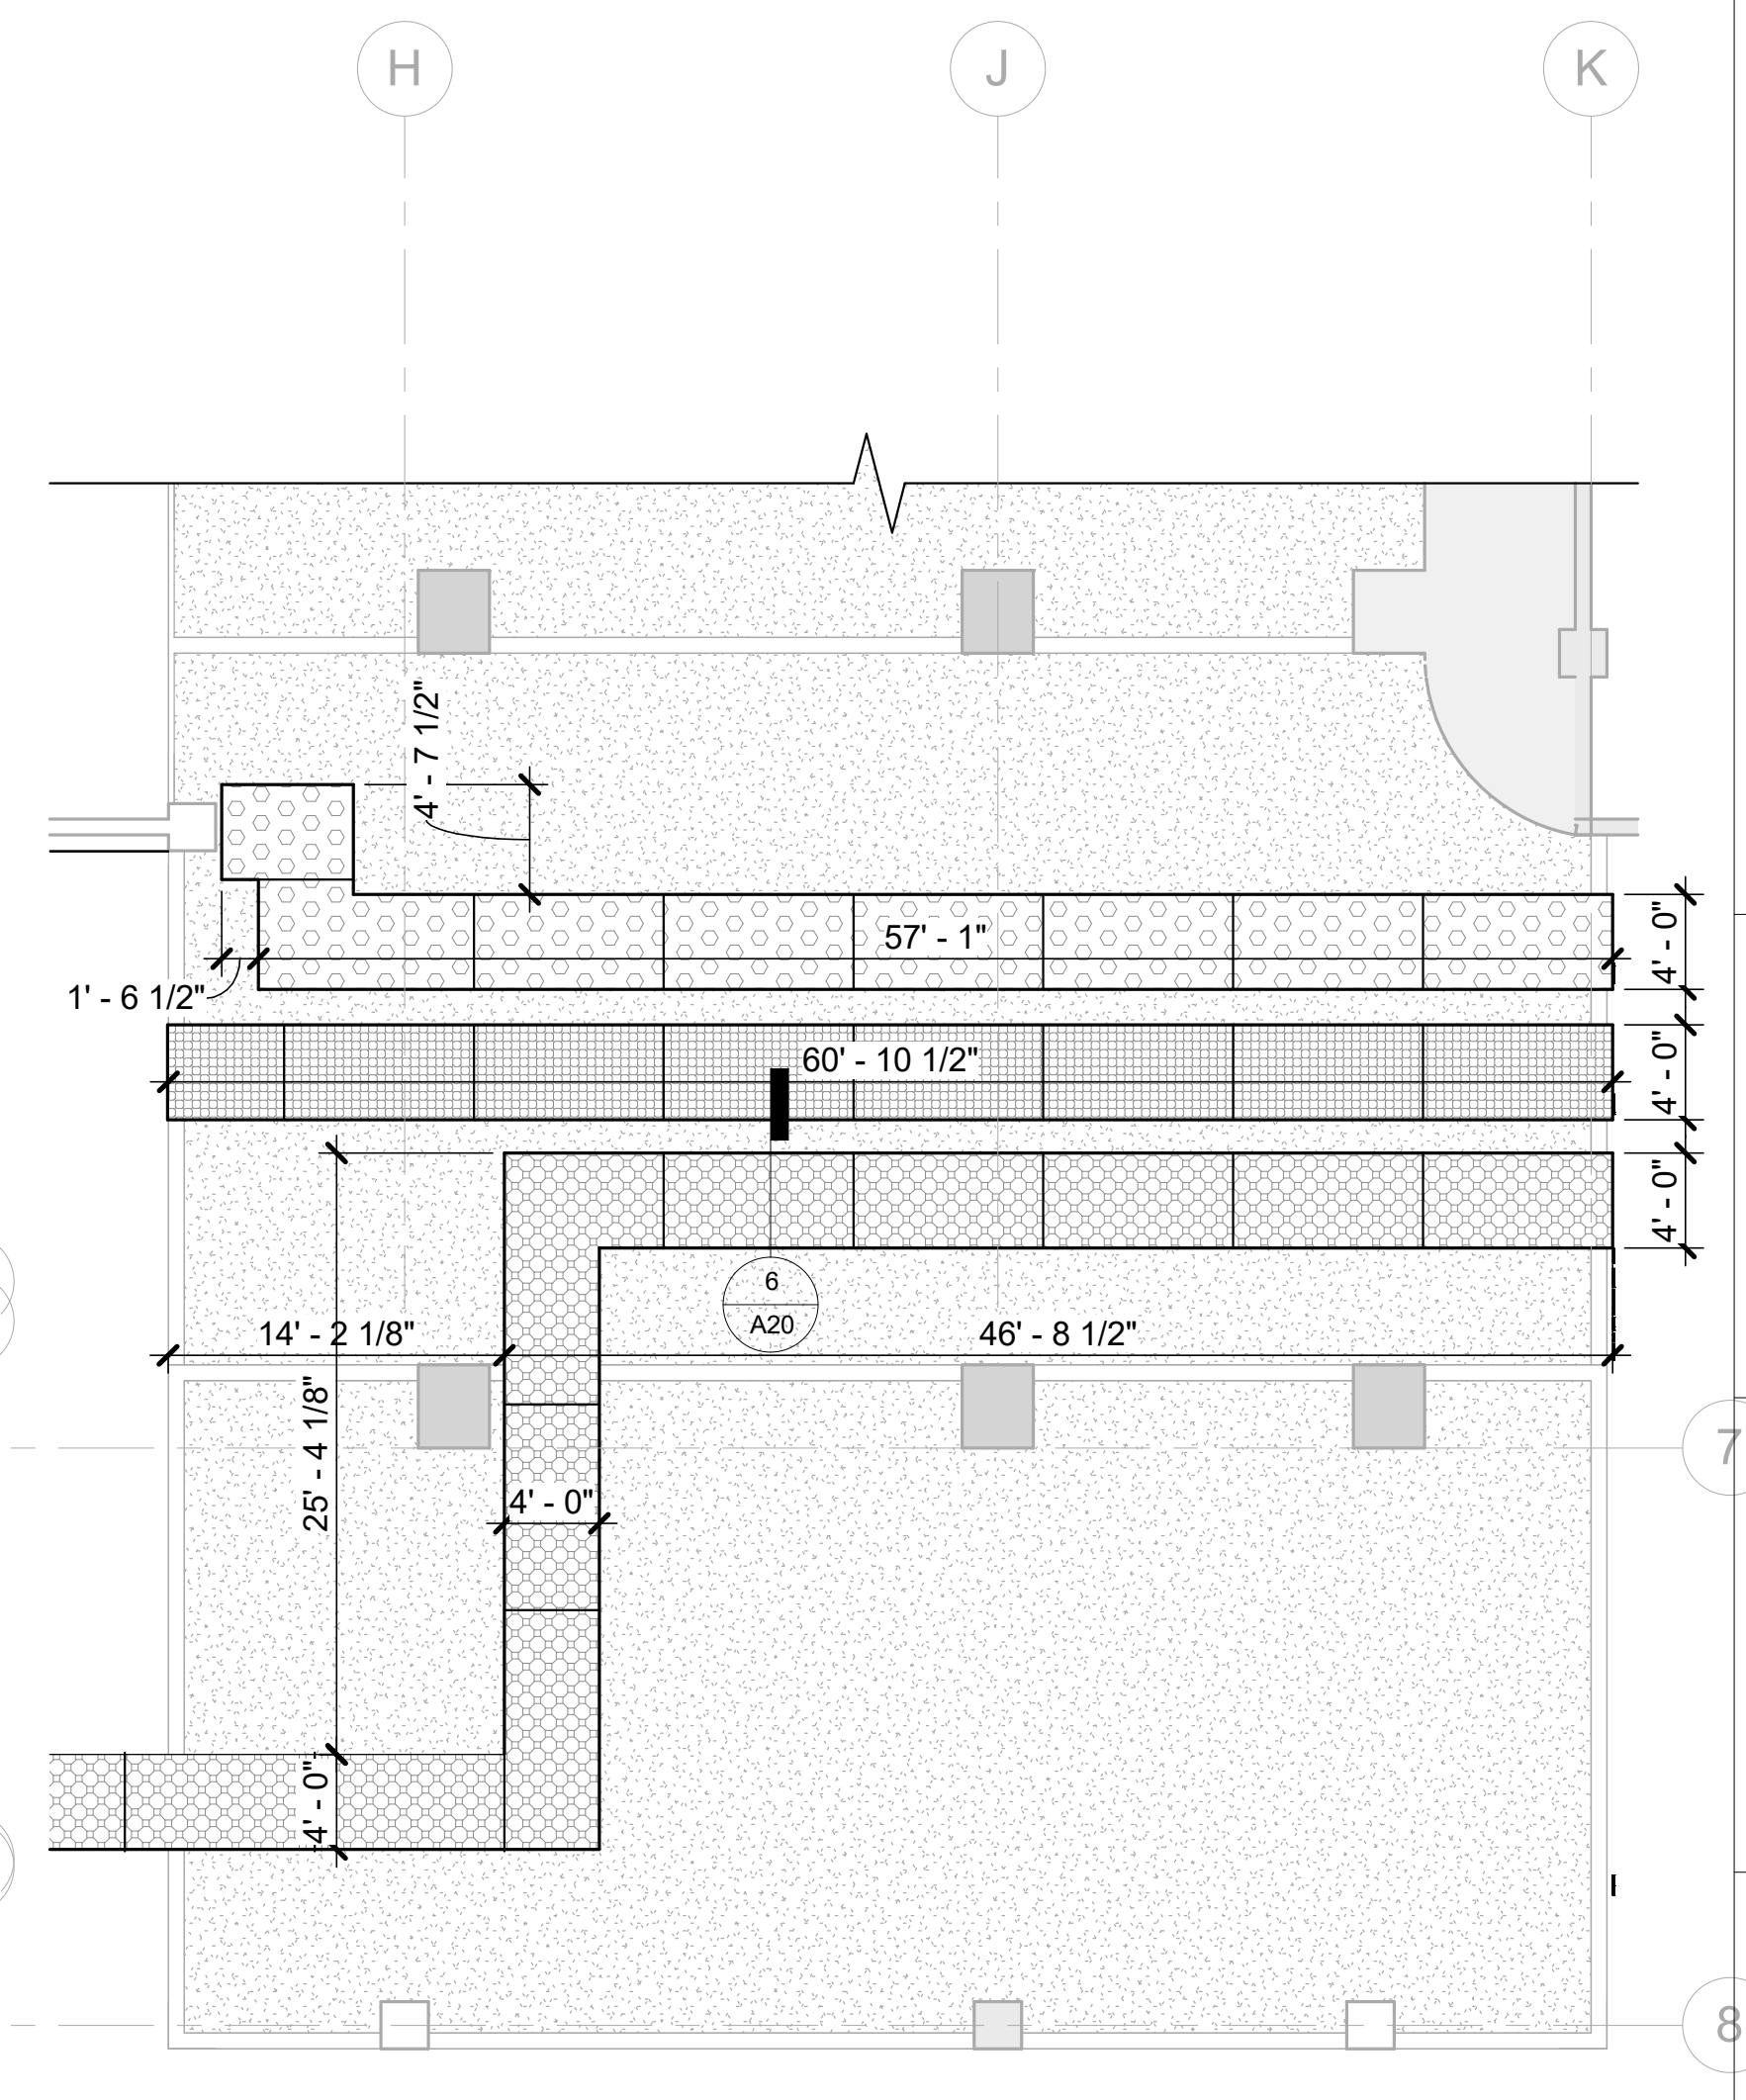 H
J
K
4' - 7 1/2"
57' - 1"
4' - 0"
1' - 6 1/2"
60' - 10 1/2"
4' - 0"
4' - 0"
6
A20
14' - 2 1/8"
46' - 8 1/2"
25' - 4 1/8"
7
4' - 0"
4' - 0"
8